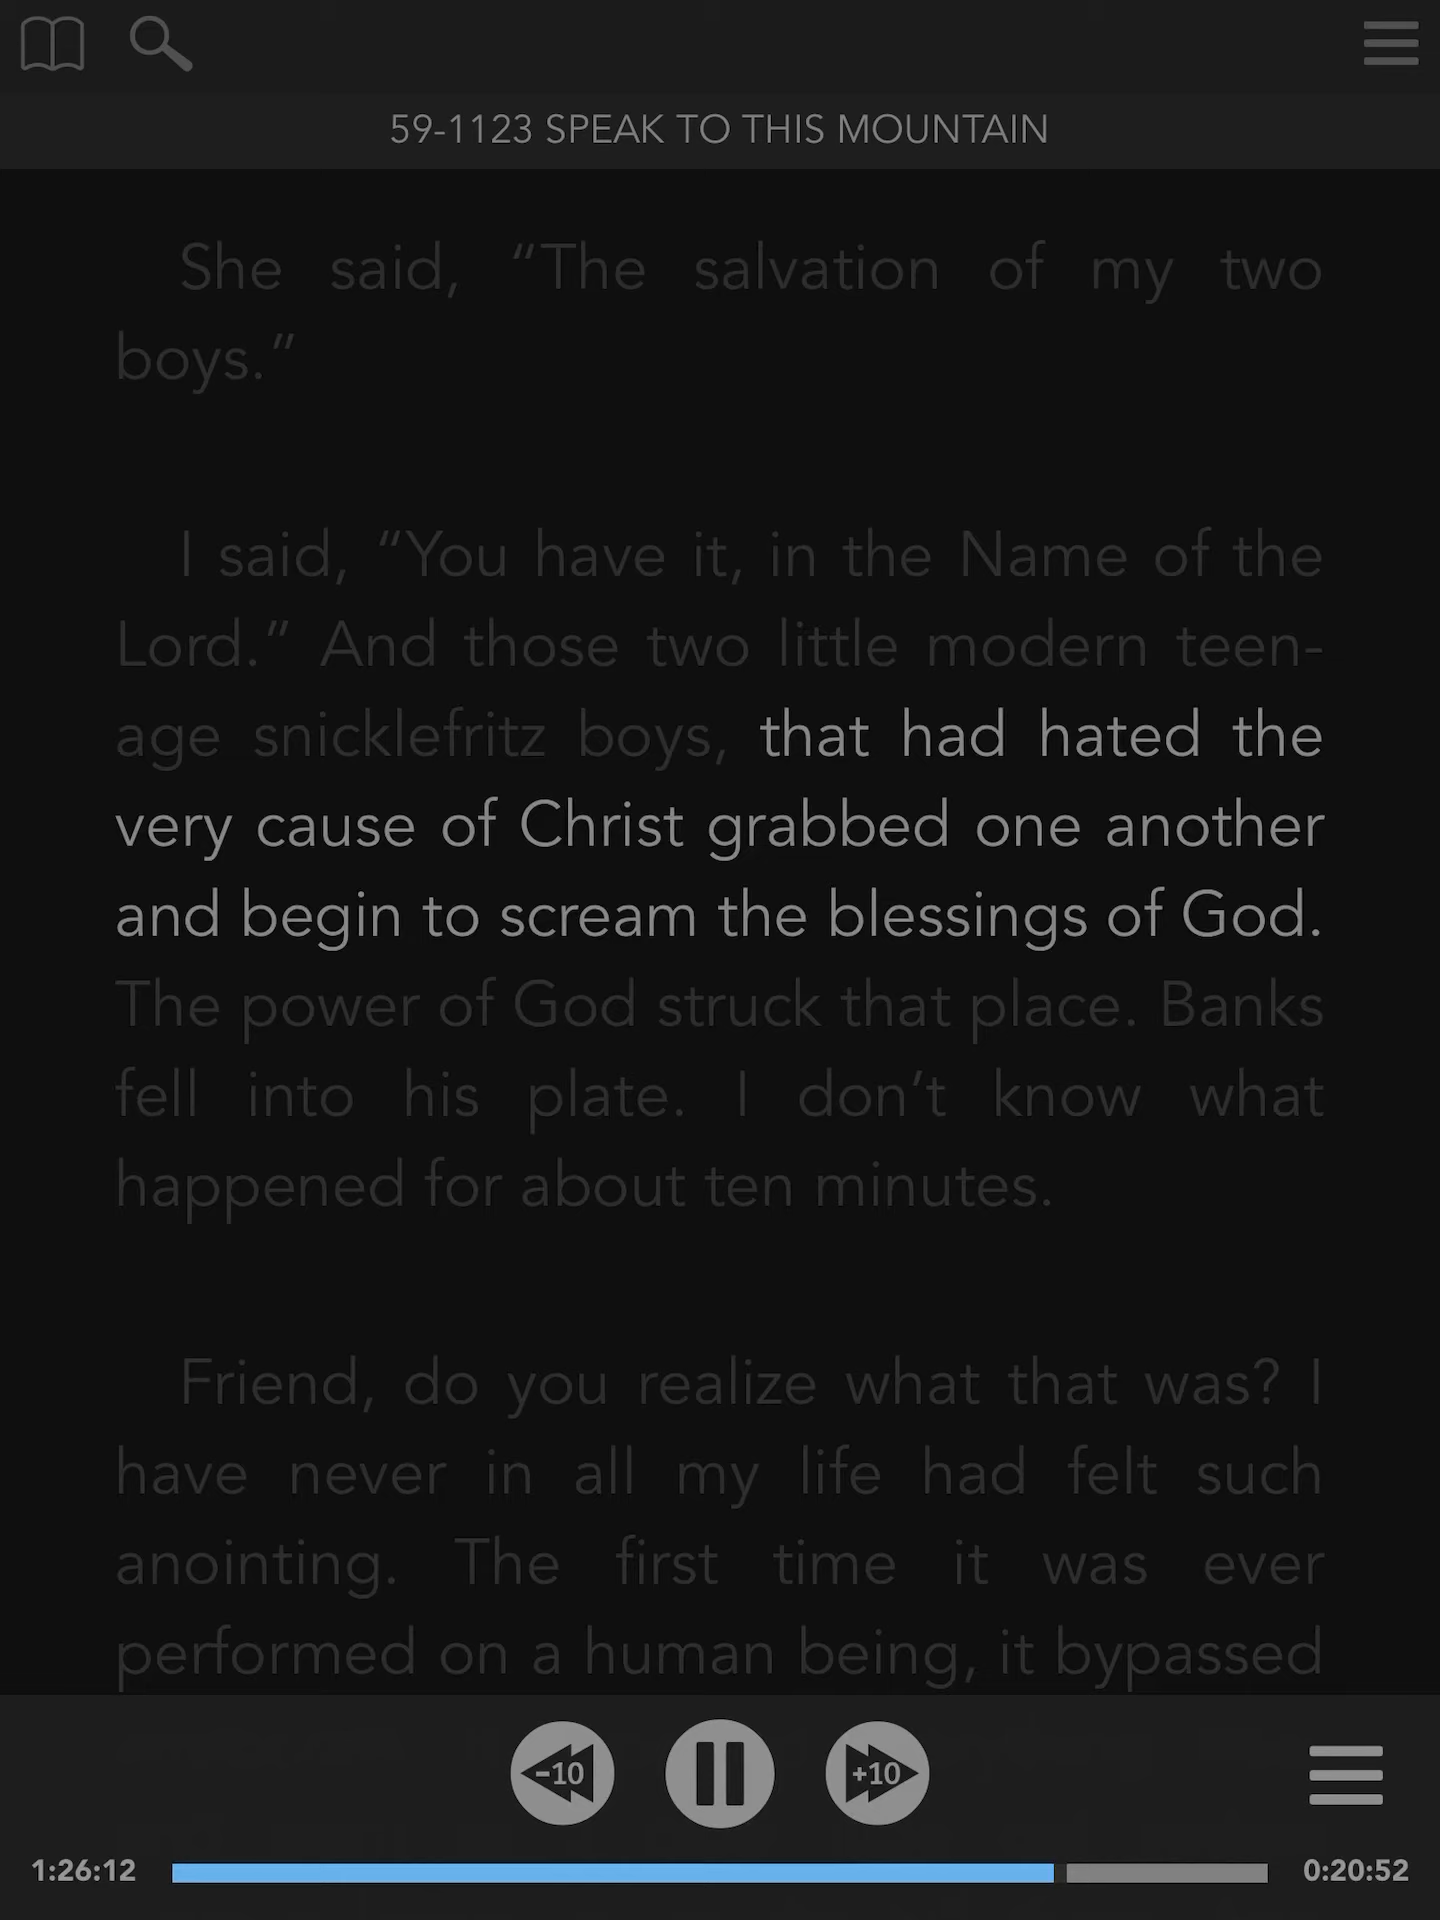 59-1123 SPEAK TO THIS MOUNTAIN
She said, “The salvation of my two
boys.”
I said, “You have it, in the Name of the
Lord.” And those two little modern teen-
age snicklefritz boys, that had hated the
very cause of Christ grabbed one another
and begin to scream the blessings of God.
The power of God struck that place. Banks
fell into his plate. I don’t know what
happened for about ten minutes.
Friend, do you realize what that was? I
have never in all my life had felt such
anointing. The first time it was ever
performed on a human being, it bypassed
-10 +10
1:26:12 0:20:52